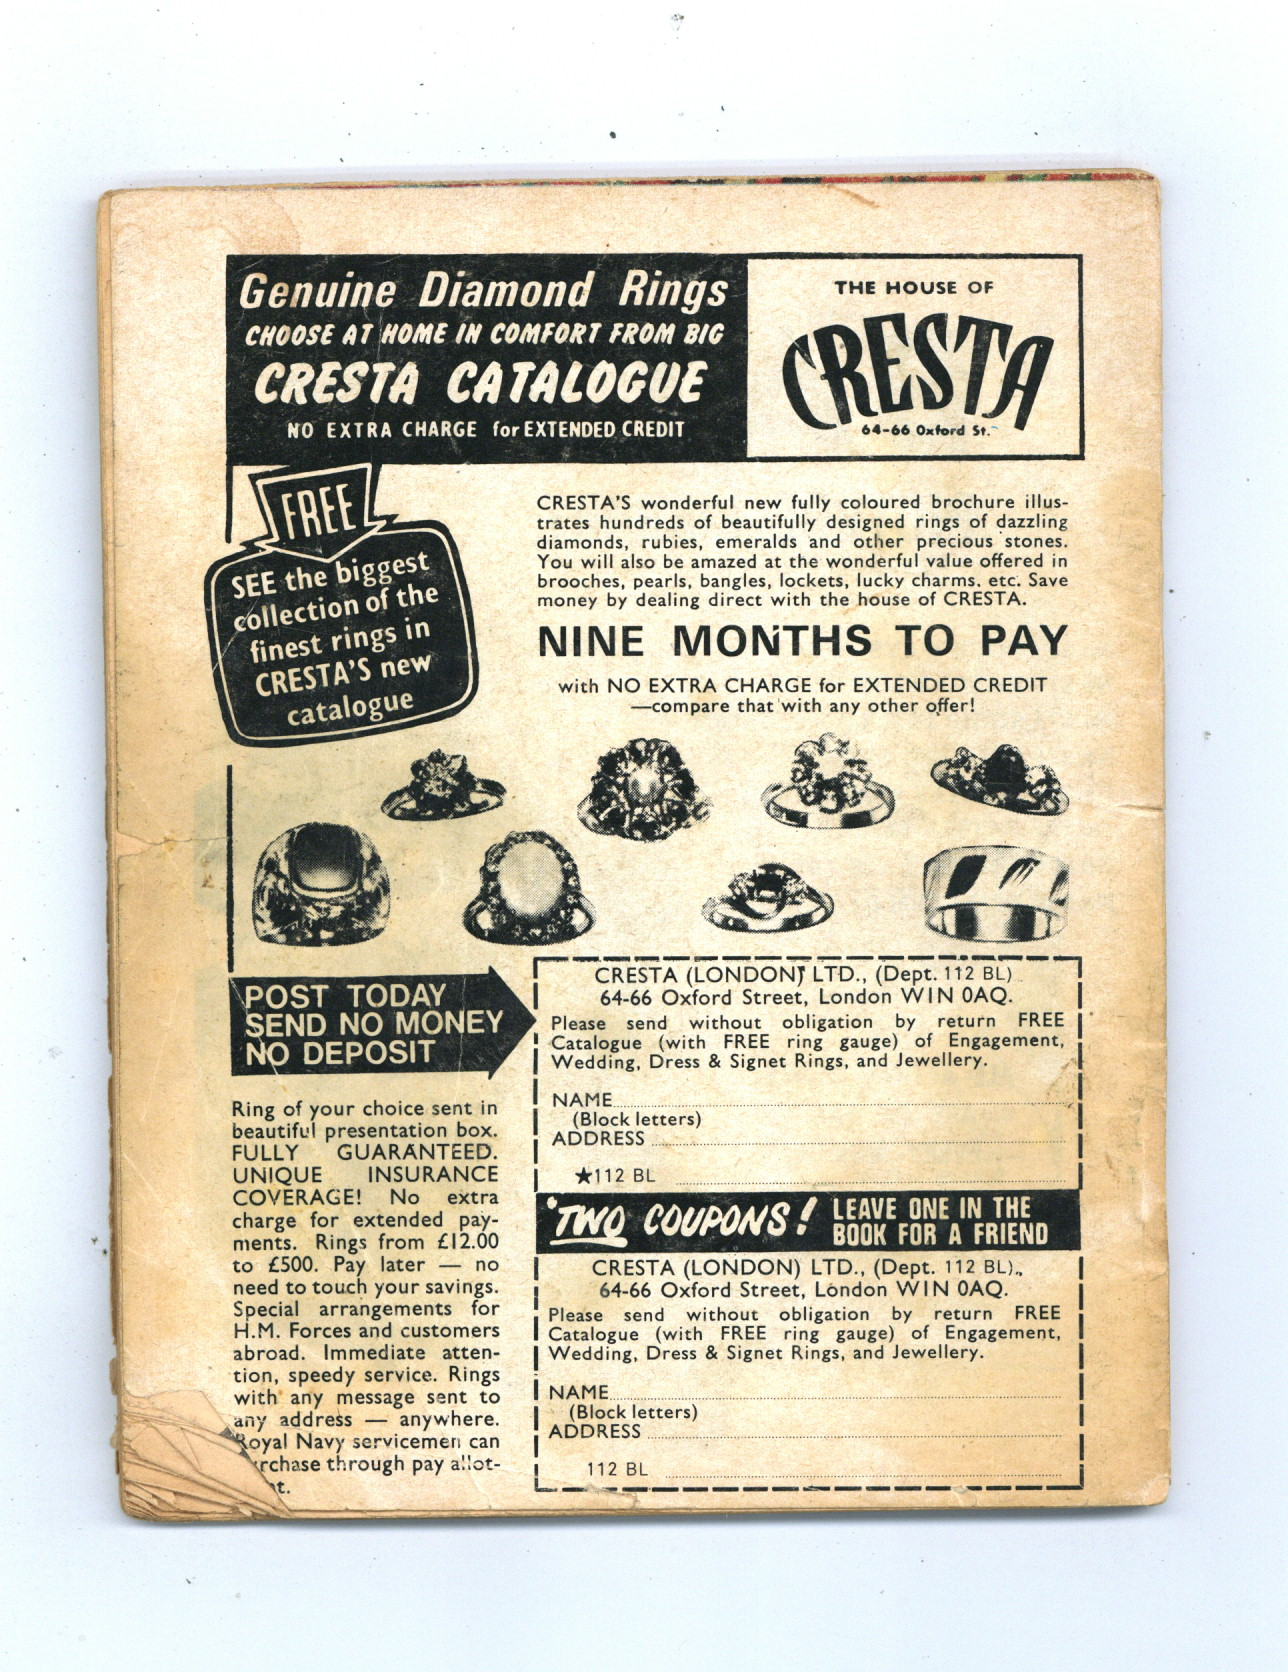 Genuine Diamond Rings
CHOOSE AT HOME IN COMFORT FROM BIG
CRESTA CATALOGUE
NO EXTRA CHARGE for EXTENDED CREDIT
THE HOUSE OF
CRESTA
64-66 Oxford St.
FREE
SEE the biggest
collection of the
finest rings in
CRESTA'S new
catalogue
CRESTA'S wonderful new fully coloured brochure illus-
trates hundreds of beautifully designed rings of dazzling
diamonds, rubies, emeralds and other precious stones.
You will also be amazed at the wonderful value offered in
brooches, pearls, bangles, lockets, lucky charms, etc. Save
money by dealing direct with the house of CRESTA.
NINE MONTHS TO PAY
with NO EXTRA CHARGE for EXTENDED CREDIT
—compare that with any other offer!
POST TODAY
SEND NO MONEY
NO DEPOSIT
Ring of your choice sent in
beautiful presentation box.
FULLY GUARANTEED.
UNIQUE INSURANCE
COVERAGE! No extra
charge for extended pay-
ments. Rings from £12.00
to £500. Pay later — no
need to touch your savings.
Special arrangements for
H.M. Forces and customers
abroad. Immediate atten-
tion, speedy service. Rings
with any message sent to
any address — anywhere.
Royal Navy servicemen can
through pay allot-
CRESTA (LONDON) LTD., (Dept. 112 BL)
64-66 Oxford Street, London WIN 0AQ.
Please send without obligation by return FREE
Catalogue (with FREE ring gauge) of Engagement,
Wedding, Dress & Signet Rings, and Jewellery.
NAME
(Block letters)
ADDRESS
★112 BL
TWO COUPONS! LEAVE ONE IN THE
BOOK FOR A FRIEND
CRESTA (LONDON) LTD., (Dept. 112 BL).,
64-66 Oxford Street, London WIN 0AQ.
Please send without obligation by return FREE
Catalogue (with FREE ring gauge) of Engagement,
Wedding, Dress & Signet Rings, and Jewellery.
NAME
(Block letters)
ADDRESS
112 BL